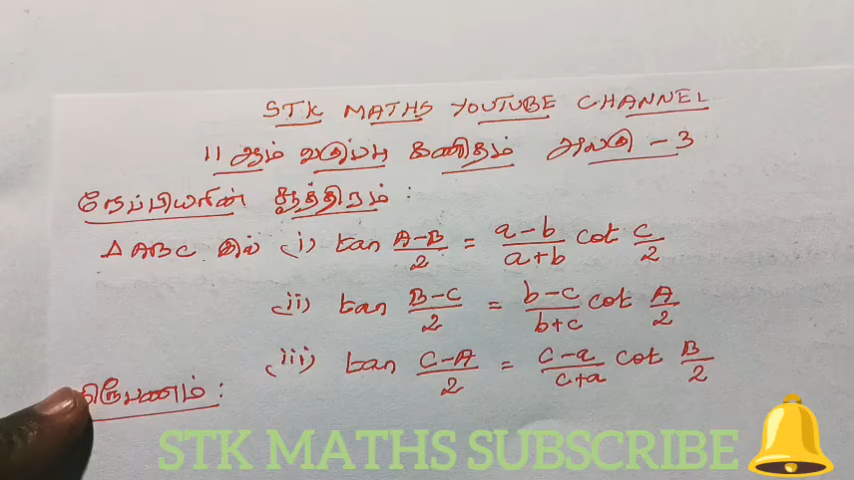 STK MATHS YOUTUBE CHANNEL
11 ஆம் வகுப்பு கணிதம் அலகு - 3
நேப்பியரின் சூத்திரம் :
Δ ABC இல் (i) tan (A-B)/2 = (a-b)/(a+b) cot C/2
(ii) tan (B-C)/2 = (b-c)/(b+c) cot A/2
(iii) tan (C-A)/2 = (c-a)/(c+a) cot B/2
நிரூபணம் :
STK MATHS SUBSCRIBE